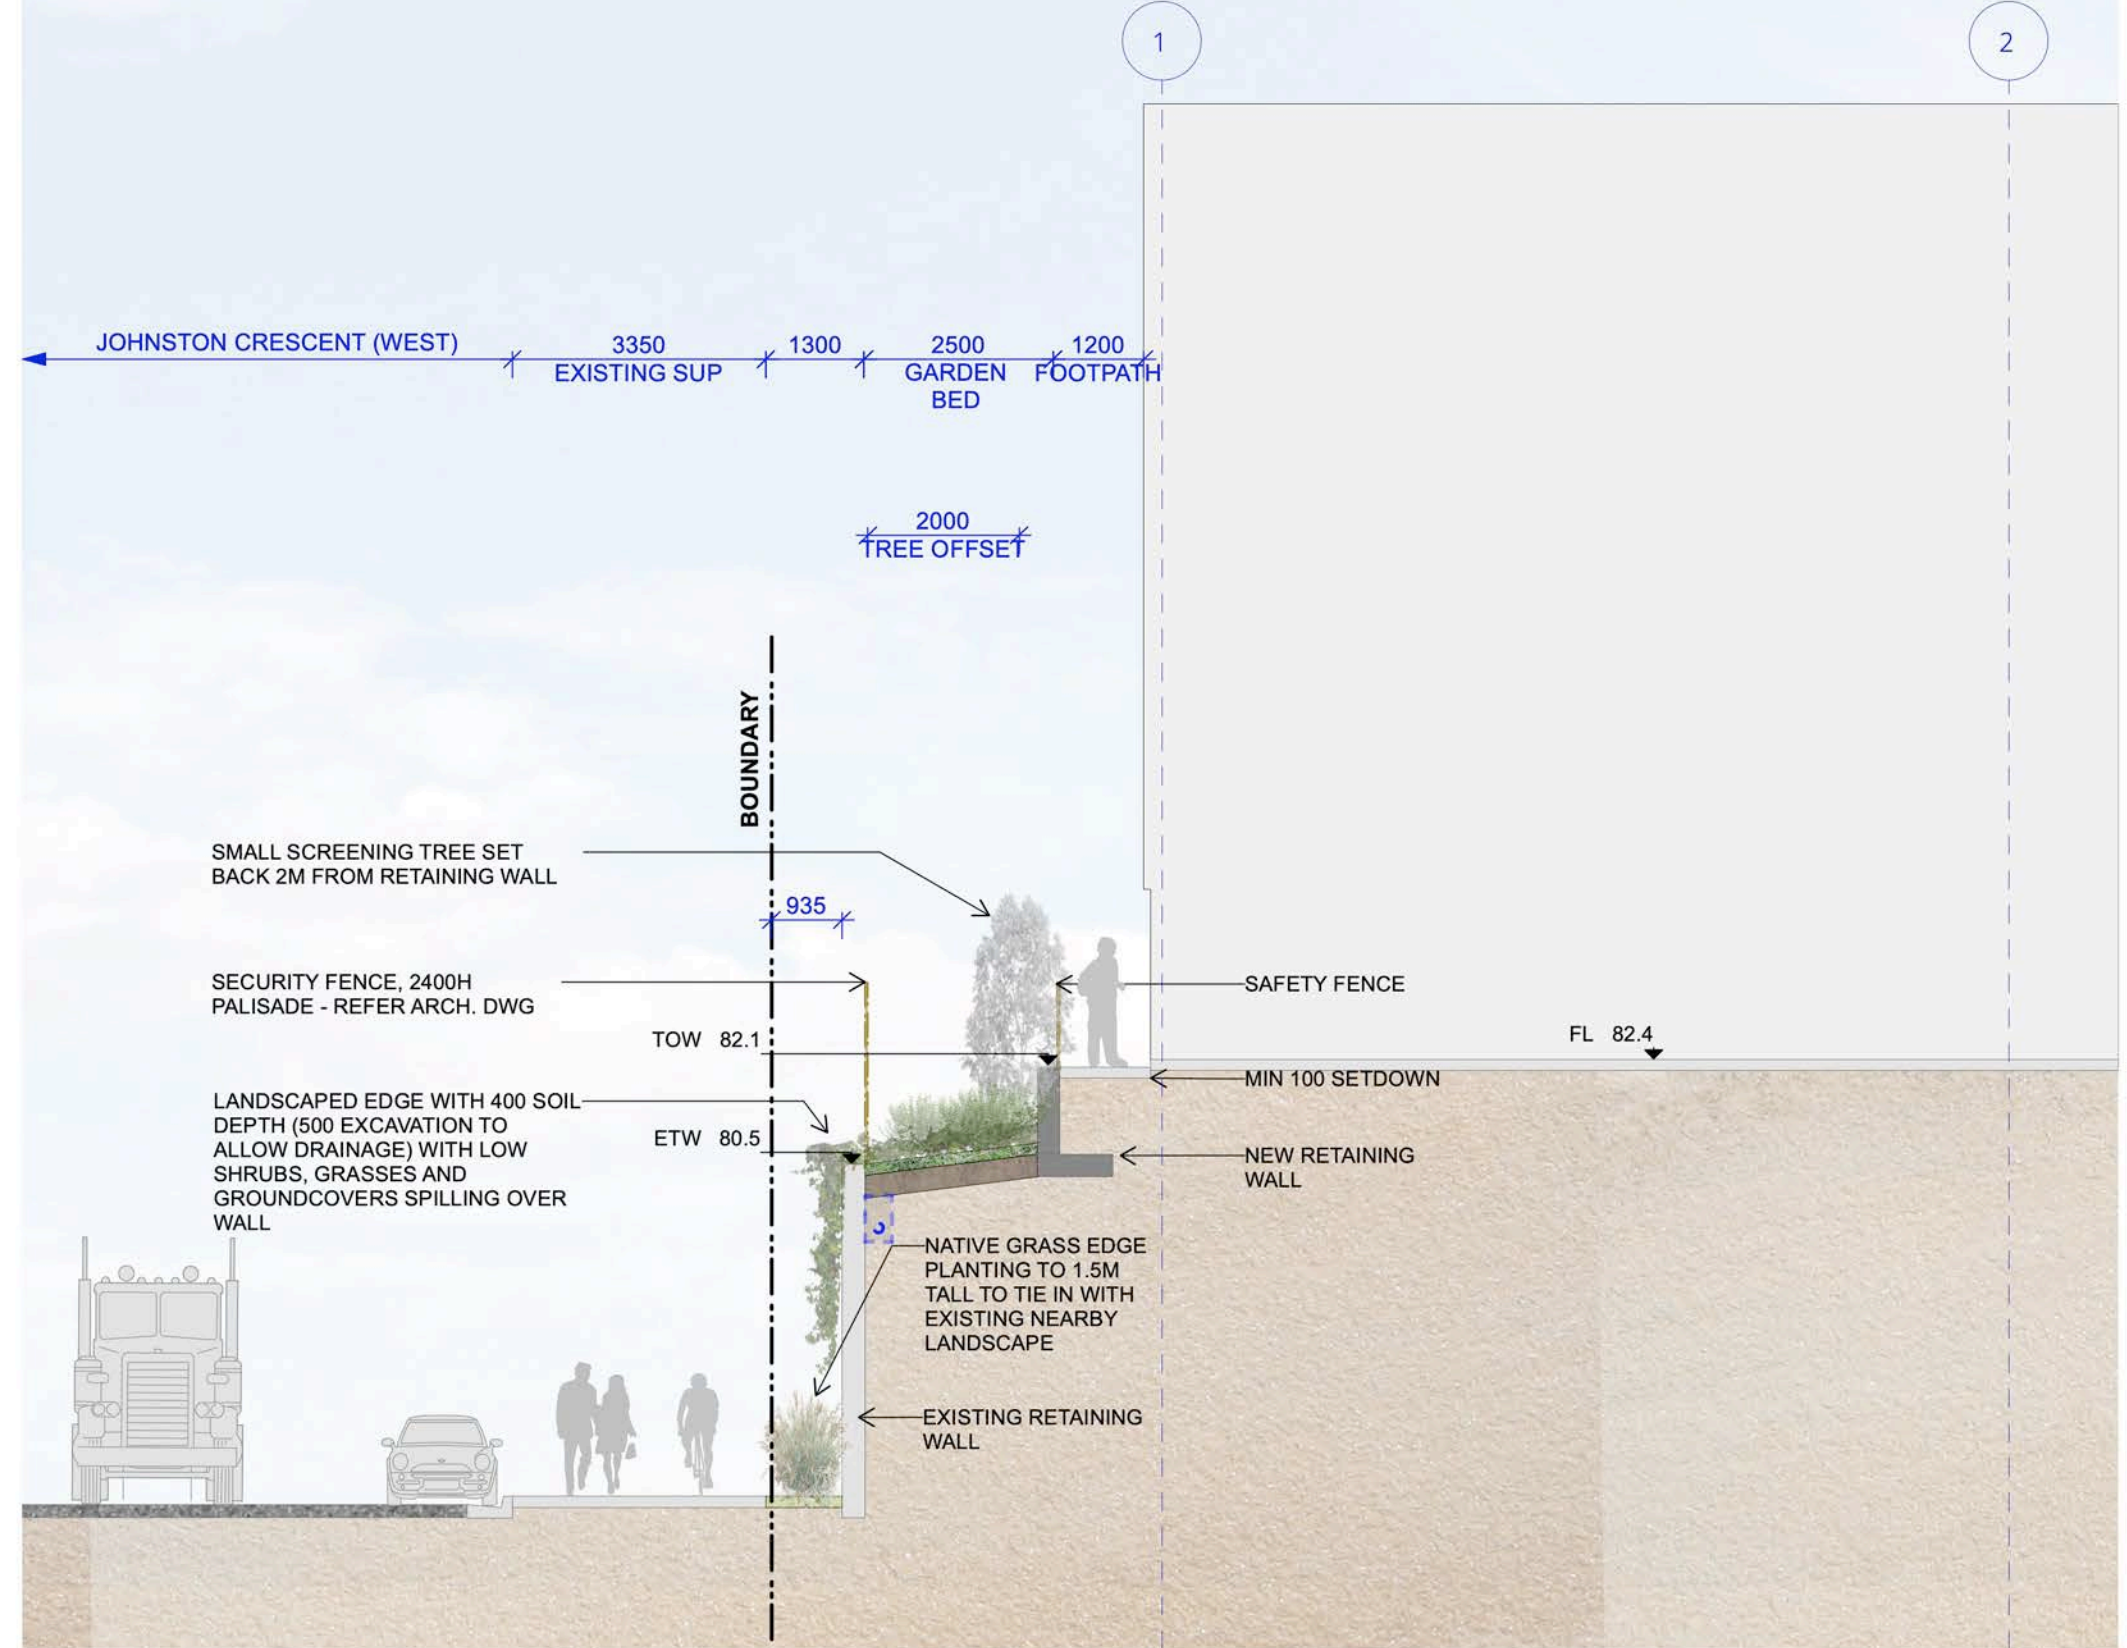 1
2
JOHNSTON CRESCENT (WEST)
3350
EXISTING SUP
1300
2500
GARDEN
BED
1200
FOOTPATH
2000
TREE OFFSET
BOUNDARY
SMALL SCREENING TREE SET
BACK 2M FROM RETAINING WALL
935
SECURITY FENCE, 2400H
PALISADE - REFER ARCH. DWG
SAFETY FENCE
TOW 82.1
FL 82.4
MIN 100 SETDOWN
LANDSCAPED EDGE WITH 400 SOIL
DEPTH (500 EXCAVATION TO
ALLOW DRAINAGE) WITH LOW
SHRUBS, GRASSES AND
GROUNDCOVERS SPILLING OVER
WALL
ETW 80.5
NEW RETAINING
WALL
NATIVE GRASS EDGE
PLANTING TO 1.5M
TALL TO TIE IN WITH
EXISTING NEARBY
LANDSCAPE
EXISTING RETAINING
WALL